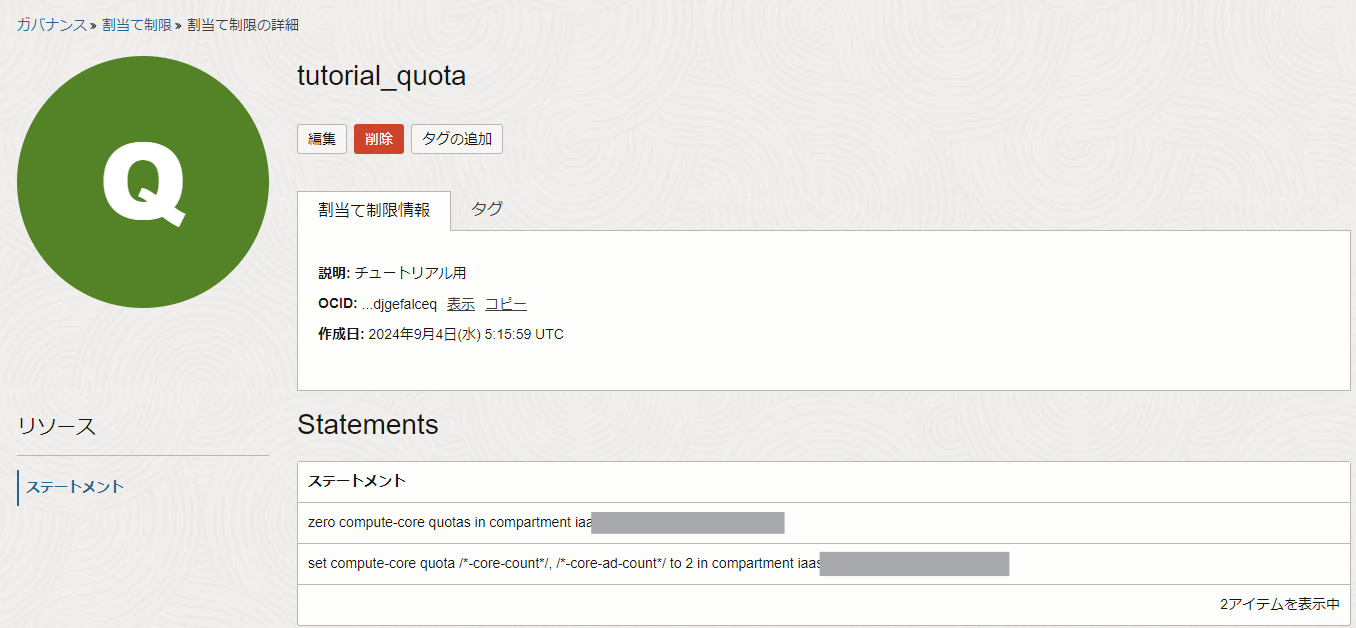 ガバナンス » 割当て制限 » 割当て制限の詳細
Q
tutorial_quota
編集 削除 タグの追加
割当て制限情報 タグ
説明: チュートリアル用
OCID: ...djgefalceq 表示 コピー
作成日: 2024年9月4日(水) 5:15:59 UTC
リソース
ステートメント
Statements
ステートメント
zero compute-core quotas in compartment iaa
set compute-core quota /*-core-count*/, /*-core-ad-count*/ to 2 in compartment iaas
2アイテムを表示中